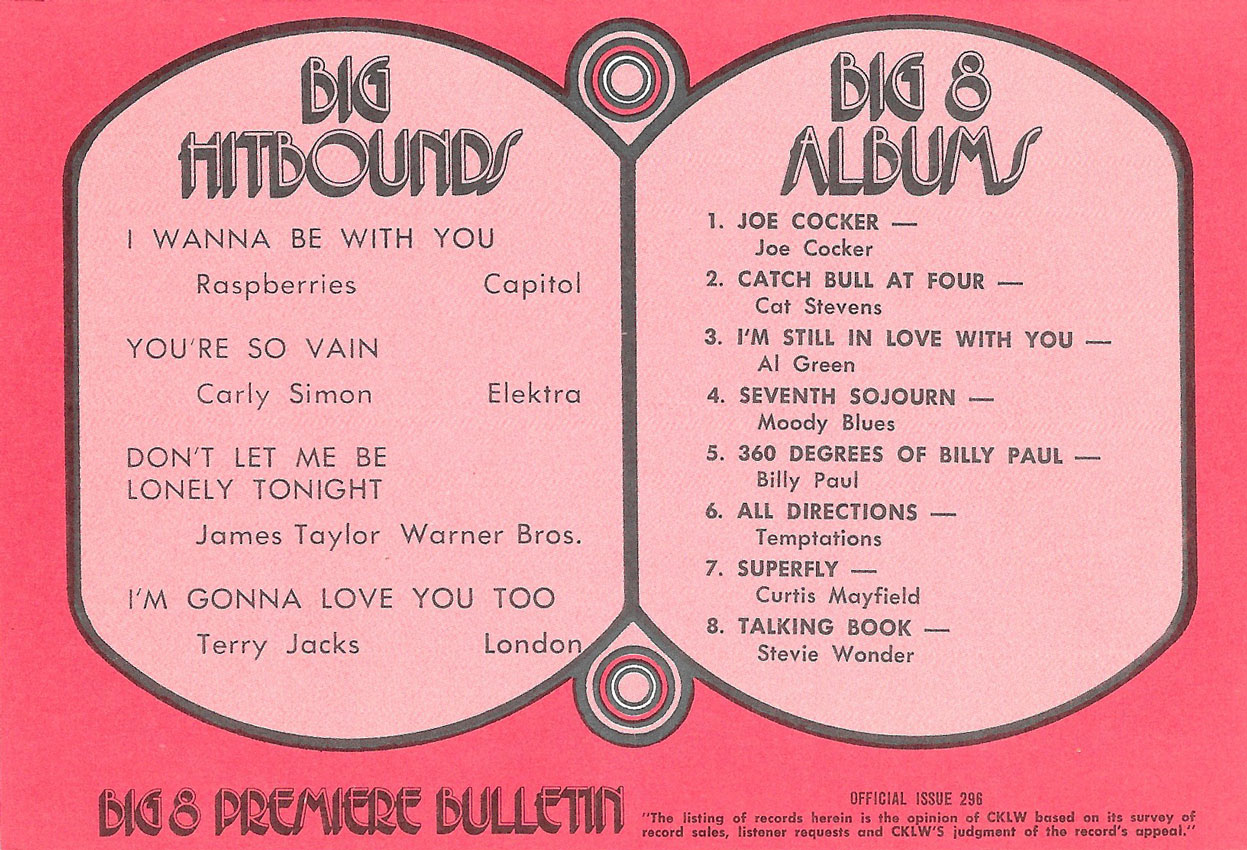 BIG
HITBOUNDS
I WANNA BE WITH YOU
Raspberries Capitol
YOU'RE SO VAIN
Carly Simon Elektra
DON'T LET ME BE
LONELY TONIGHT
James Taylor Warner Bros.
I'M GONNA LOVE YOU TOO
Terry Jacks London
BIG 8
ALBUMS
1. JOE COCKER —
Joe Cocker
2. CATCH BULL AT FOUR —
Cat Stevens
3. I'M STILL IN LOVE WITH YOU —
Al Green
4. SEVENTH SOJOURN —
Moody Blues
5. 360 DEGREES OF BILLY PAUL —
Billy Paul
6. ALL DIRECTIONS —
Temptations
7. SUPERFLY —
Curtis Mayfield
8. TALKING BOOK —
Stevie Wonder
BIG 8 PREMIERE BULLETIN
OFFICIAL ISSUE 296
"The listing of records herein is the opinion of CKLW based on its survey of
record sales, listener requests and CKLW'S judgment of the record's appeal."